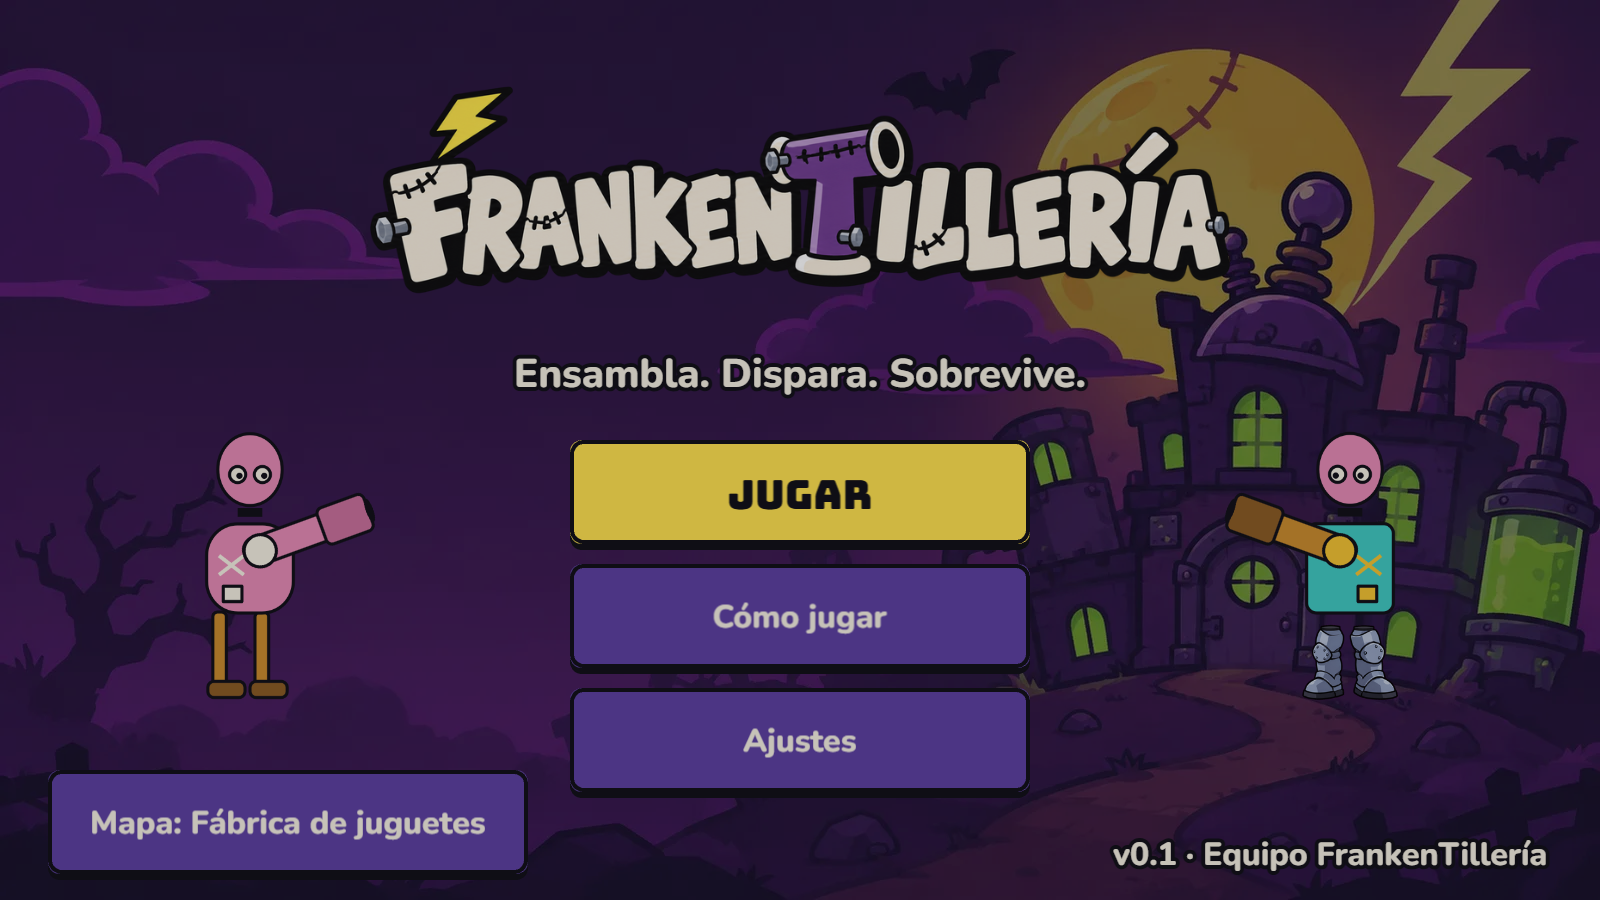 FRANKENTILLERÍA
Ensambla. Dispara. Sobrevive.
JUGAR
Cómo jugar
Ajustes
Mapa: Fábrica de juguetes
v0.1 · Equipo FrankenTillería